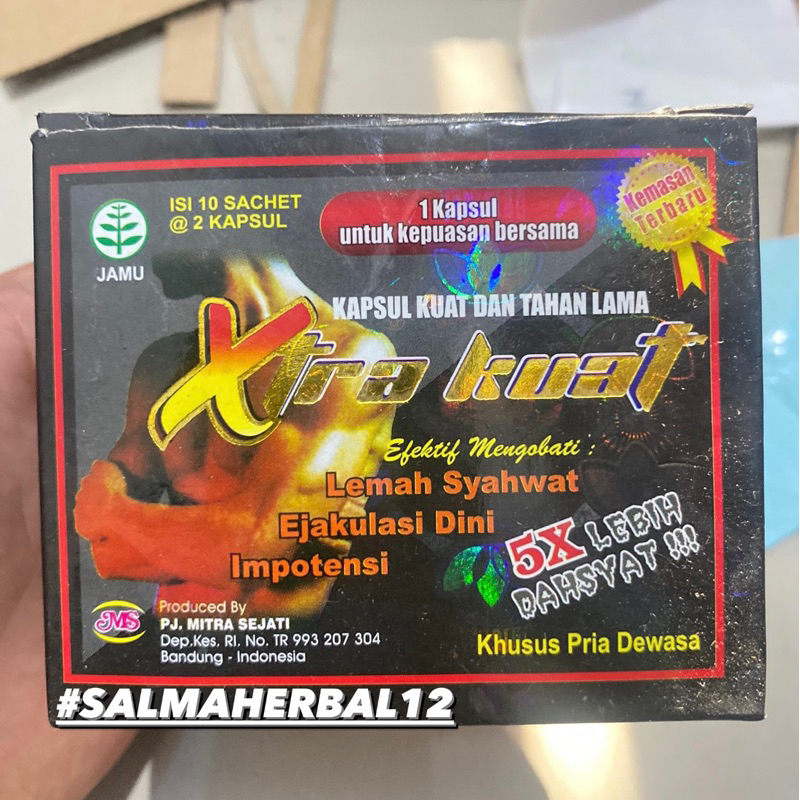 ISI 10 SACHET
@ 2 KAPSUL
JAMU
1 Kapsul
untuk kepuasan bersama
Kemasan
Terbaru
KAPSUL KUAT DAN TAHAN LAMA
Xtra kuat
Efektif Mengobati :
Lemah Syahwat
Ejakulasi Dini
Impotensi
5X LEBIH
DAHSYAT !!!
MS
Produced By
PJ. MITRA SEJATI
Dep.Kes. RI. No. TR 993 207 304
Bandung - Indonesia
Khusus Pria Dewasa
#SALMAHERBAL12